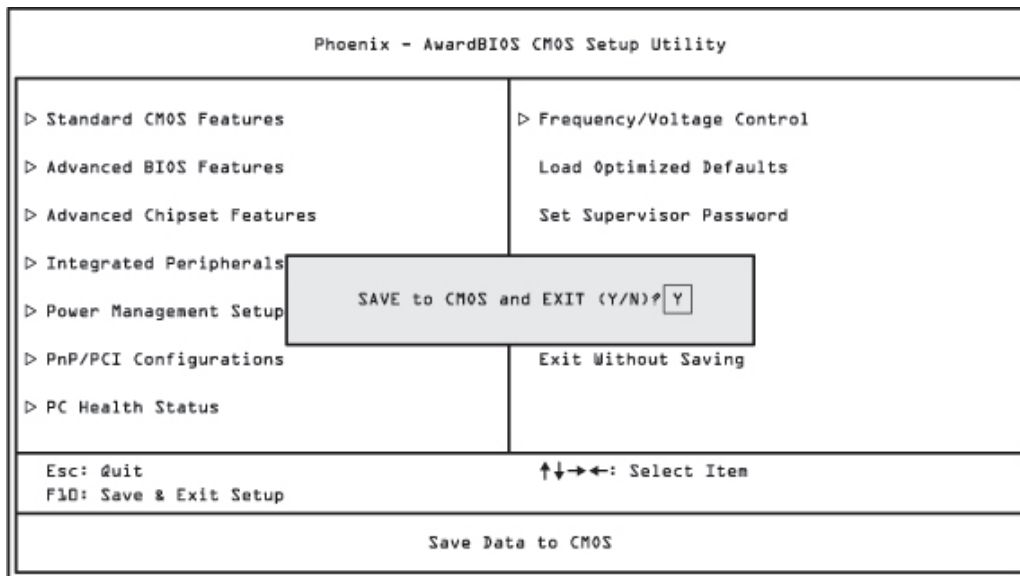 Phoenix - AwardBIOS CMOS Setup Utility
▷ Standard CMOS Features
▷ Advanced BIOS Features
▷ Advanced Chipset Features
▷ Integrated Peripherals
▷ Power Management Setup
▷ PnP/PCI Configurations
▷ PC Health Status
▷ Frequency/Voltage Control
Load Optimized Defaults
Set Supervisor Password
Exit Without Saving
SAVE to CMOS and EXIT (Y/N)? Y
Esc: Quit
F10: Save & Exit Setup
↑↓→←: Select Item
Save Data to CMOS